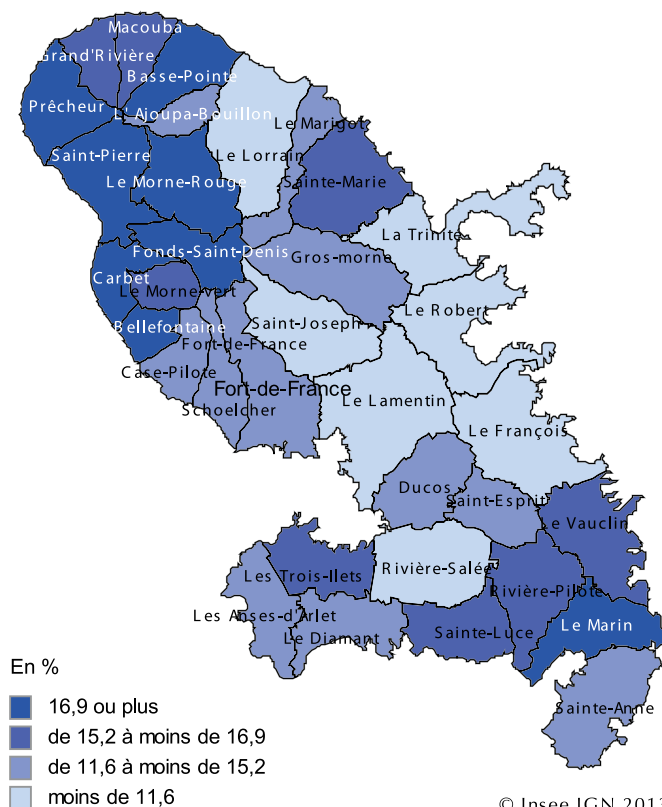 Macouba
Grand'Rivière
Basse-Pointe
Prêcheur
L'Ajoupa-Bouillon
Le Marigot
Saint-Pierre
Le Lorrain
Le Morne-Rouge
Sainte-Marie
La Trinité
Fonds-Saint-Denis
Gros-morne
Carbet
Le Morne-vert
Le Robert
Bellefontaine
Saint-Joseph
Fort-de-France
Case-Pilote
Fort-de-France
Le Lamentin
Schoelcher
Le François
Ducos
Saint-Esprit
Le Vauclin
Les Trois-Ilets
Rivière-Salée
Rivière-Pilote
Les Anses-d'Arlet
Le Diamant
Sainte-Luce
Le Marin
Sainte-Anne
En %
16,9 ou plus
de 15,2 à moins de 16,9
de 11,6 à moins de 15,2
moins de 11,6
© Insee IGN 2013